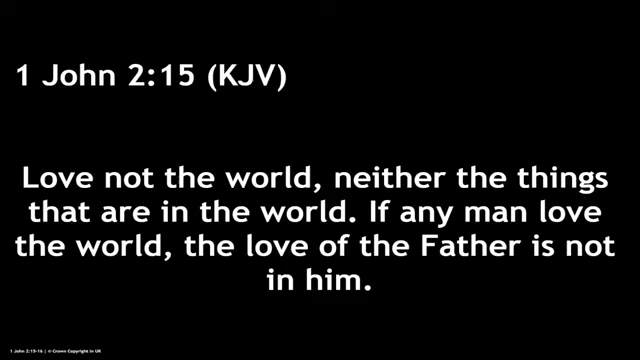 1 John 2:15 (KJV)
Love not the world, neither the things
that are in the world. If any man love
the world, the love of the Father is not
in him.
1 John 2:15-16 | © Crown Copyright in UK